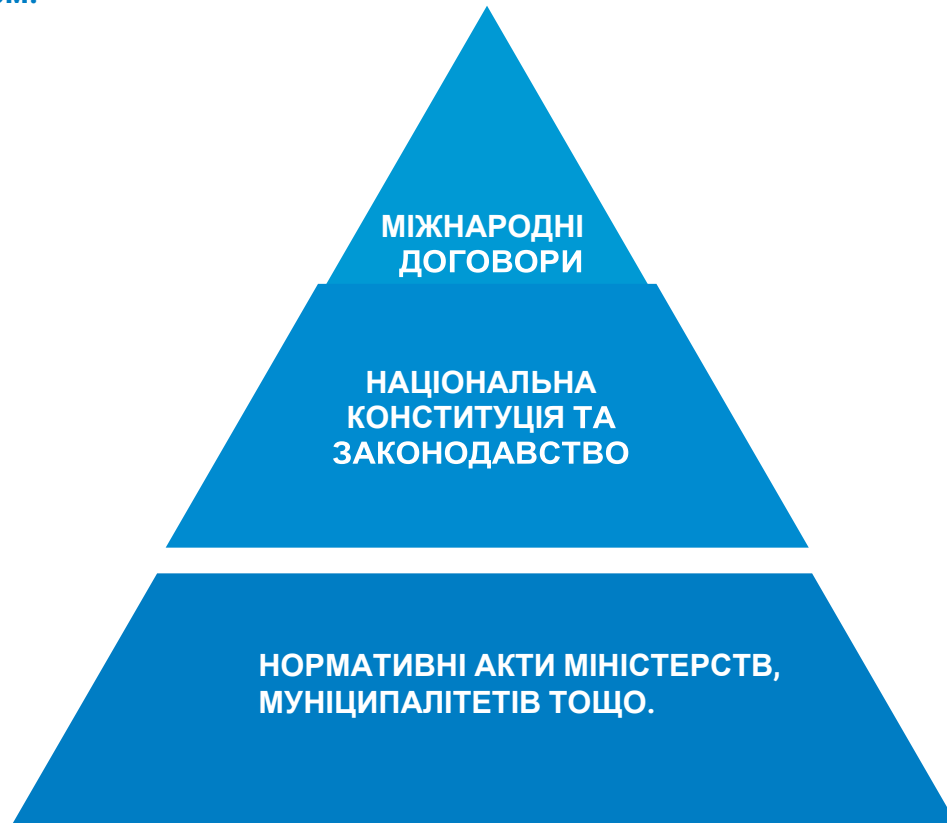 МІЖНАРОДНІ
ДОГОВОРИ
НАЦІОНАЛЬНА
КОНСТИТУЦІЯ ТА
ЗАКОНОДАВСТВО
НОРМАТИВНІ АКТИ МІНІСТЕРСТВ,
МУНІЦИПАЛІТЕТІВ ТОЩО.